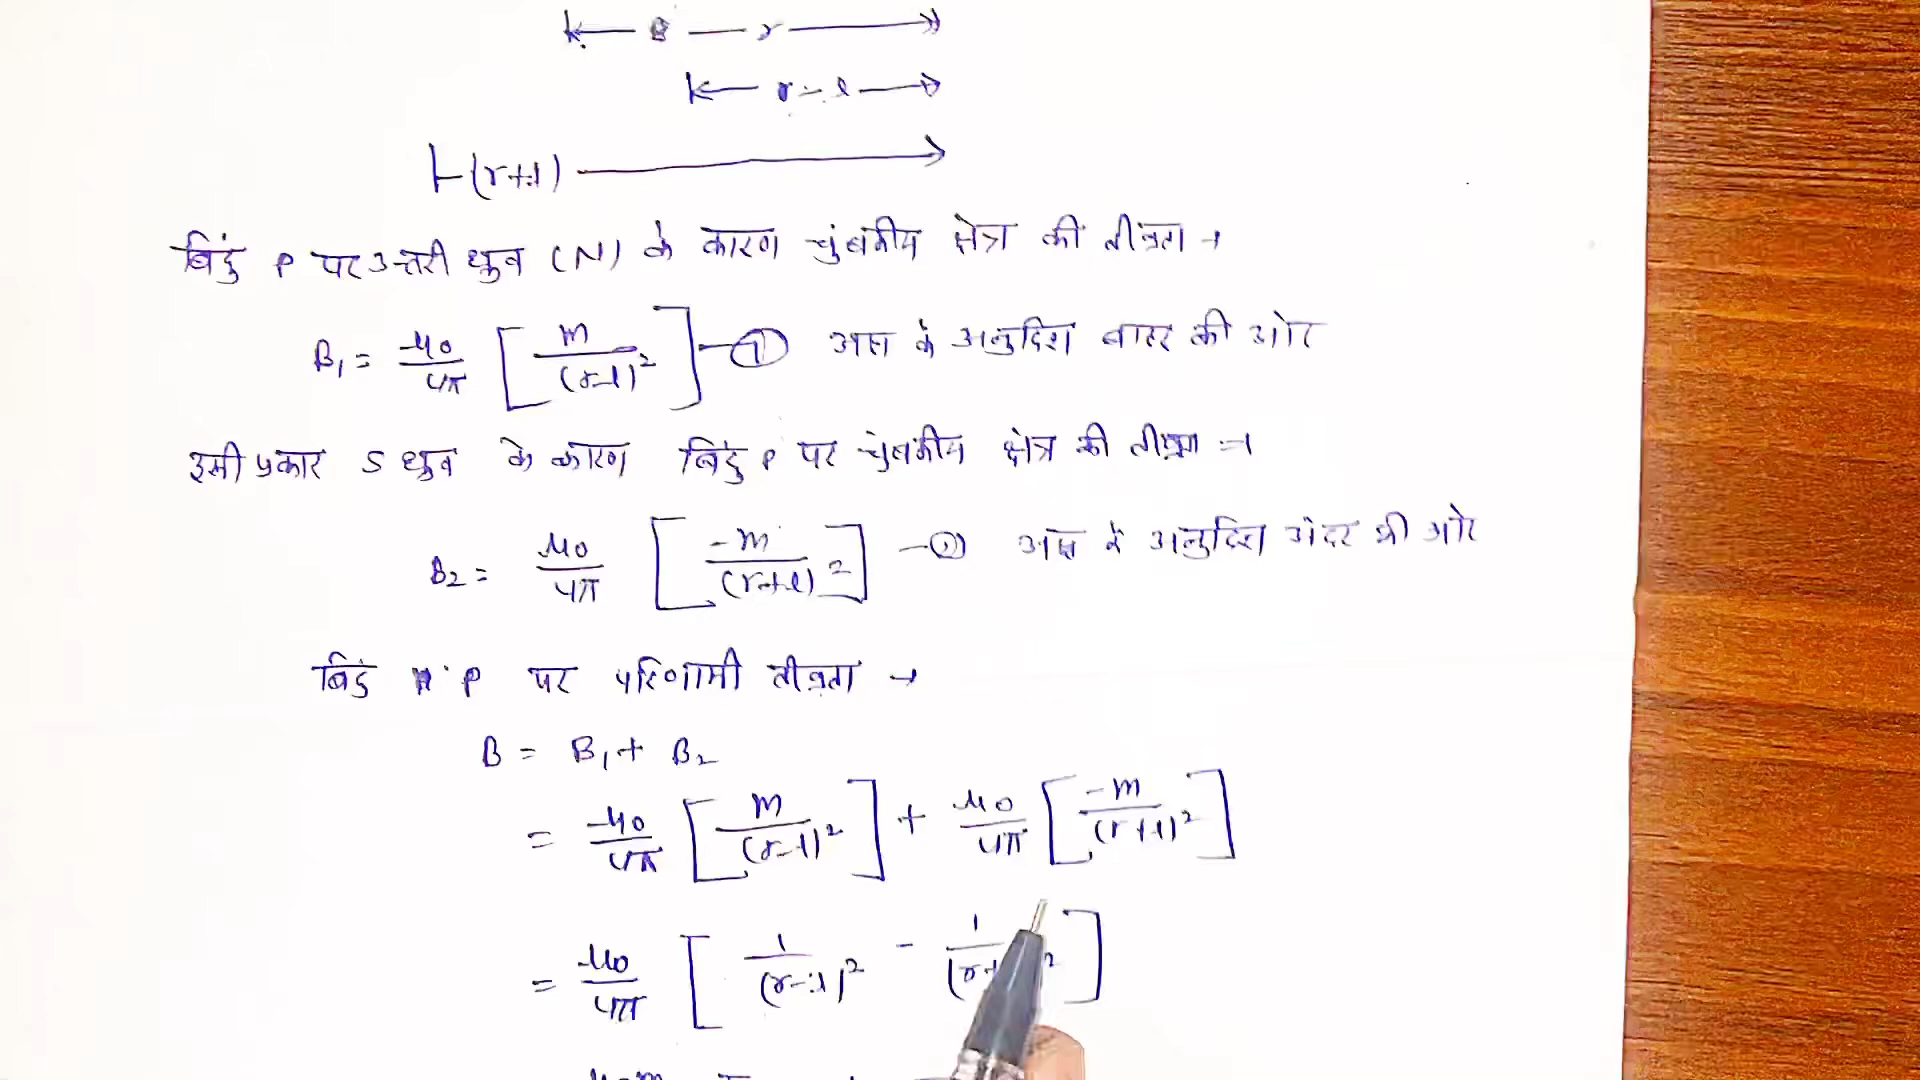 r
r-l
(r+l)
बिंदु P पर उत्तरी ध्रुव (N) के कारण चुंबकीय क्षेत्र की तीव्रता →
B₁ = μ0/4π [m/(r-l)²] —① अक्ष के अनुदिश बाहर की ओर
इसी प्रकार S ध्रुव के कारण बिंदु P पर चुंबकीय क्षेत्र की तीव्रता →
B₂ = μ0/4π [-m/(r+l)²] —② अक्ष के अनुदिश अंदर की ओर
बिंदु P पर परिणामी तीव्रता →
B = B₁ + B₂
= μ0/4π [m/(r-l)²] + μ0/4π [-m/(r+l)²]
= μ0/4π [1/(r-l)² - 1/(r+ ²]